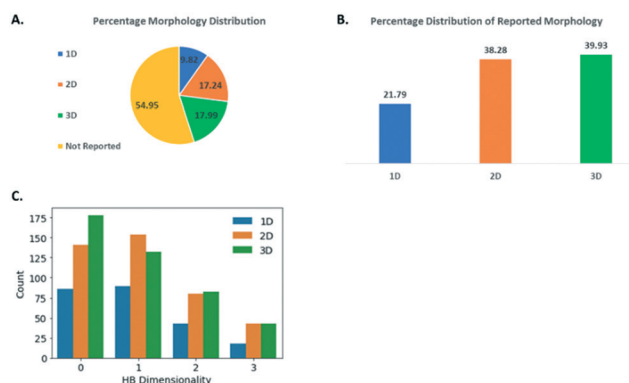 A.
Percentage Morphology Distribution
1D
2D
3D
Not Reported
9.82
17.24
17.99
54.95
B.
Percentage Distribution of Reported Morphology
21.79
38.28
39.93
1D
2D
3D
C.
175
150
125
100
75
50
25
0
Count
1D
2D
3D
0
1
2
3
HB Dimensionality